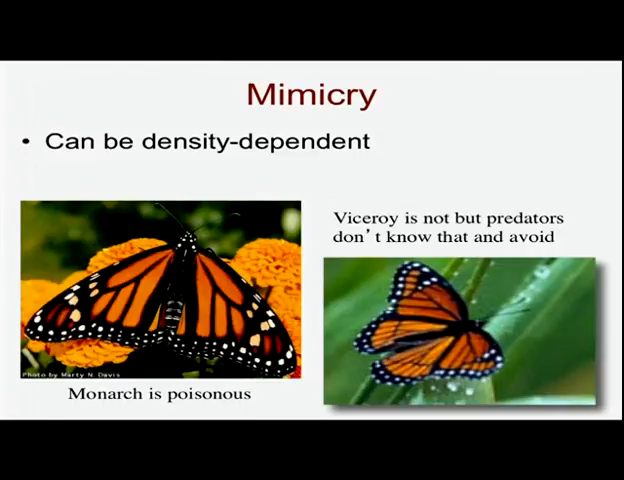 Mimicry
• Can be density-dependent
Viceroy is not but predators
don't know that and avoid
Photo by Marty N. Davis
Monarch is poisonous